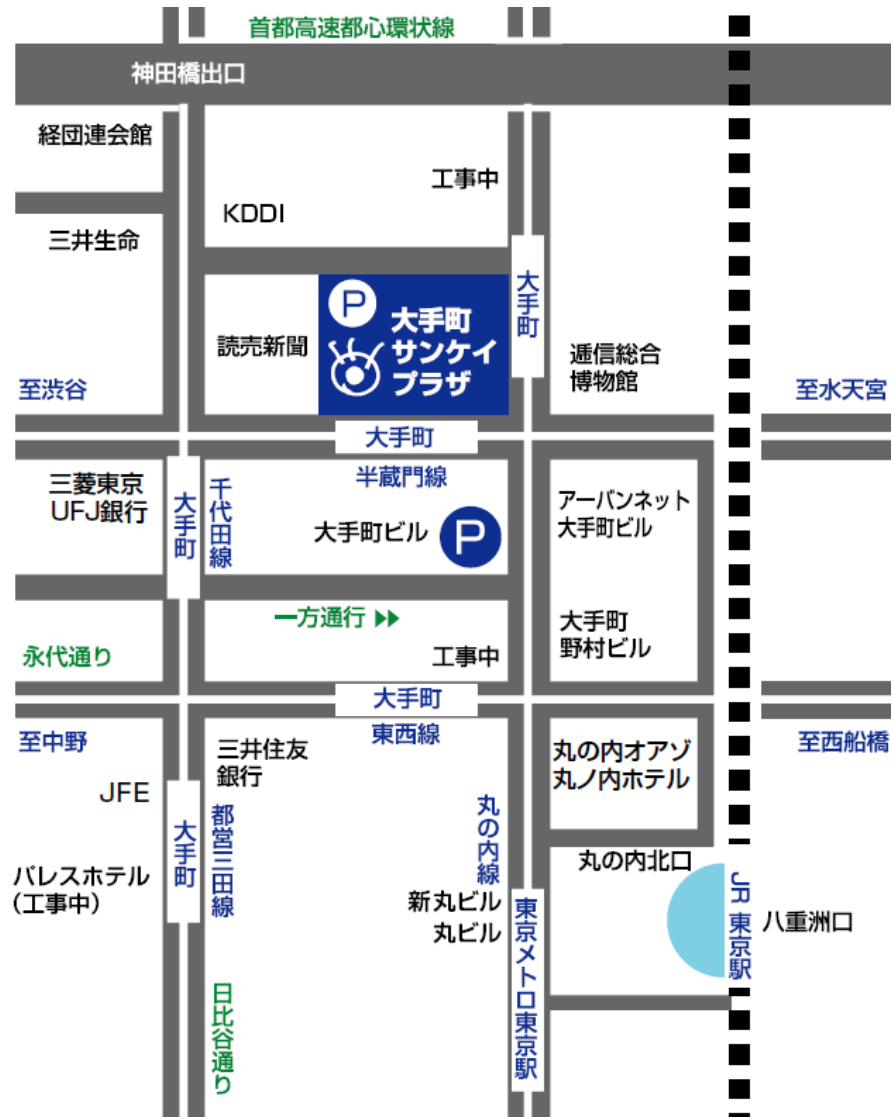 首都高速都心環状線
神田橋出口
経団連会館
工事中
KDDI
三井生命
大手町
P
大手町
サンケイ
プラザ
読売新聞
逓信総合
博物館
至渋谷
至水天宮
大手町
半蔵門線
三菱東京
UFJ銀行
大手町
千代田線
大手町ビル
P
アーバンネット
大手町ビル
一方通行
大手町
野村ビル
永代通り
工事中
大手町
東西線
至中野
至西船橋
三井住友
銀行
丸の内オアゾ
丸ノ内ホテル
JFE
大手町
都営三田線
丸の内線
パレスホテル
(工事中)
丸の内北口
新丸ビル
丸ビル
東京メトロ東京駅
JR 東京駅
八重洲口
日比谷通り